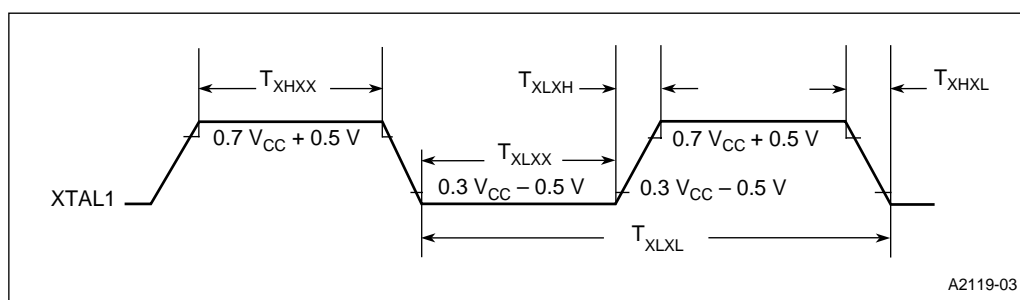 T_XHXX
T_XLXH
T_XHXL
0.7 V_CC + 0.5 V
0.7 V_CC + 0.5 V
T_XLXX
XTAL1
0.3 V_CC – 0.5 V
0.3 V_CC – 0.5 V
T_XLXL
A2119-03